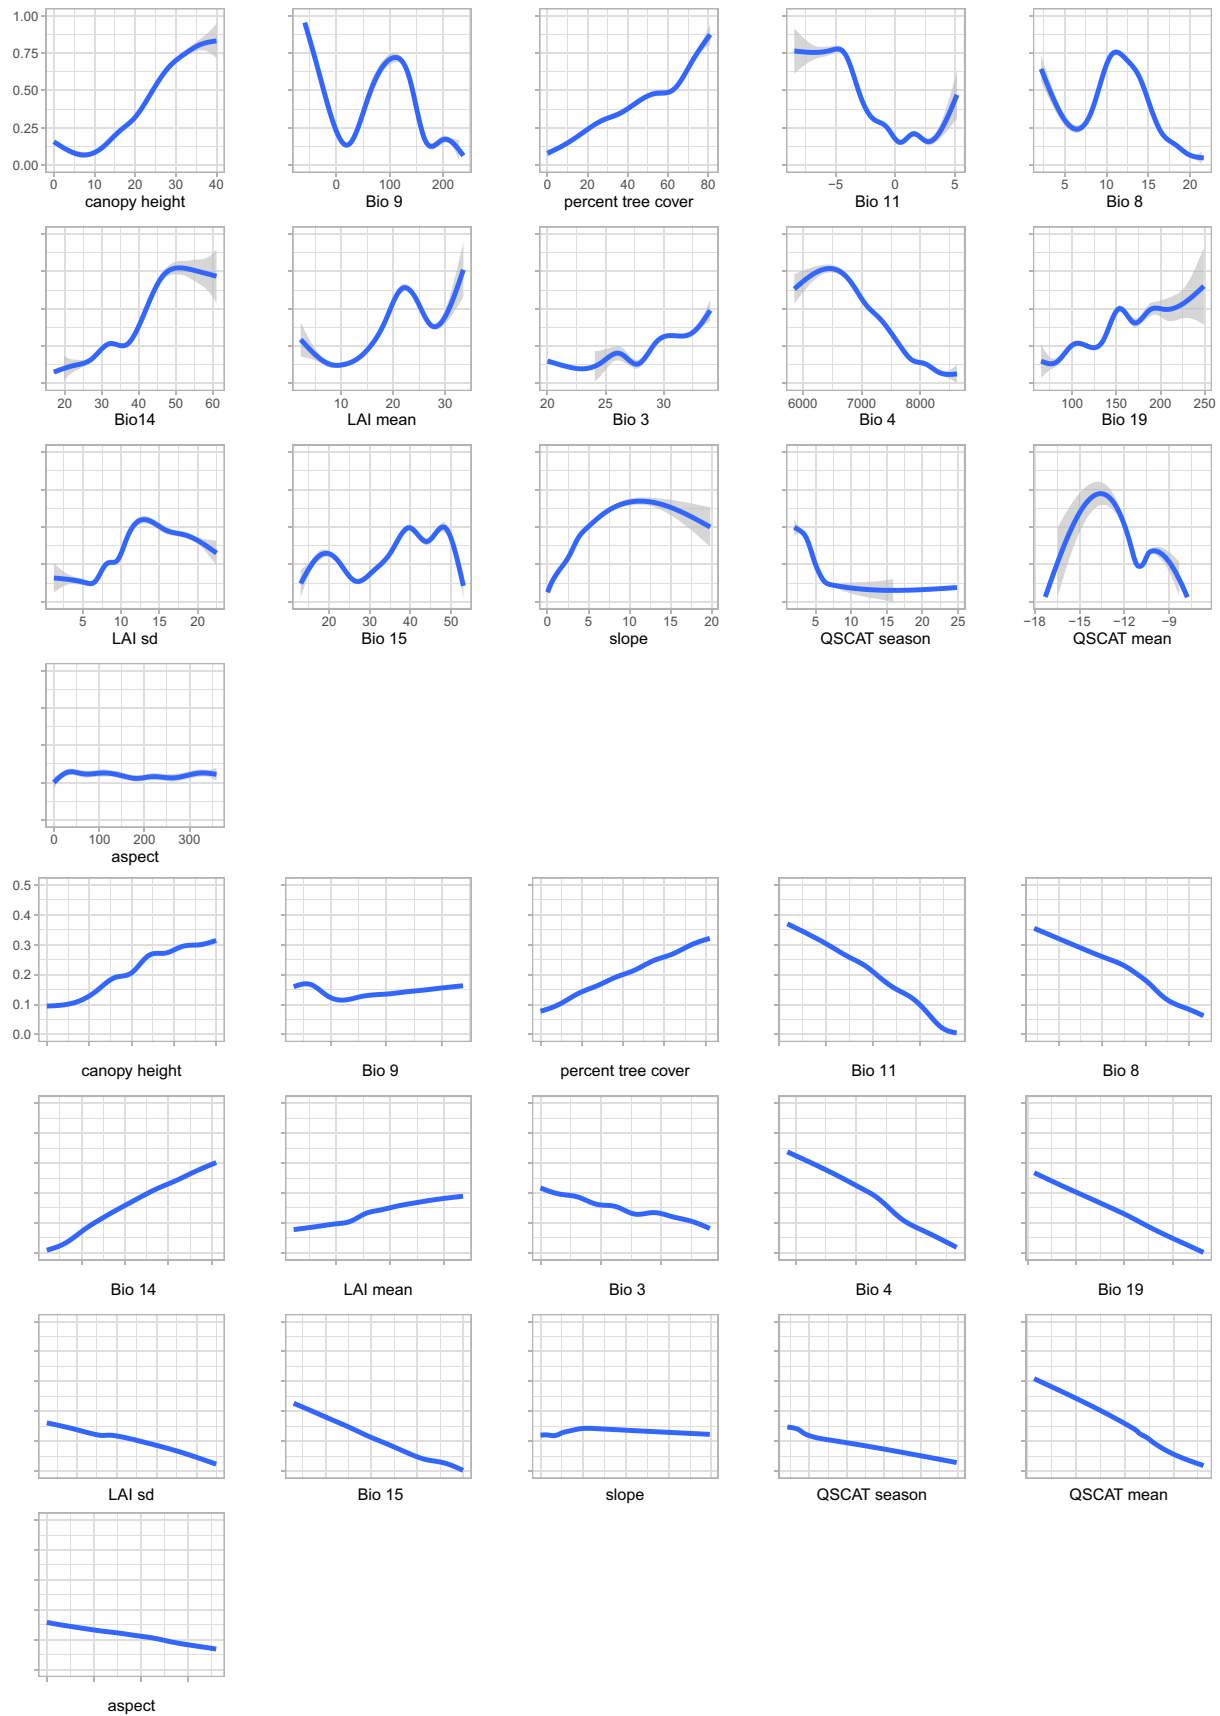 1.00
0.75
0.50
0.25
0.00
0 10 20 30 40
0 100 200
0 20 40 60 80
−5 0 5
5 10 15 20
canopy height
Bio 9
percent tree cover
Bio 11
Bio 8
20 30 40 50 60
10 20 30
20 25 30
6000 7000 8000
100 150 200 250
Bio14
LAI mean
Bio 3
Bio 4
Bio 19
5 10 15 20
20 30 40 50
0 5 10 15 20
5 10 15 20 25
−18 −15 −12 −9
LAI sd
Bio 15
slope
QSCAT season
QSCAT mean
0 100 200 300
aspect
0.5
0.4
0.3
0.2
0.1
0.0
canopy height
Bio 9
percent tree cover
Bio 11
Bio 8
Bio 14
LAI mean
Bio 3
Bio 4
Bio 19
LAI sd
Bio 15
slope
QSCAT season
QSCAT mean
aspect